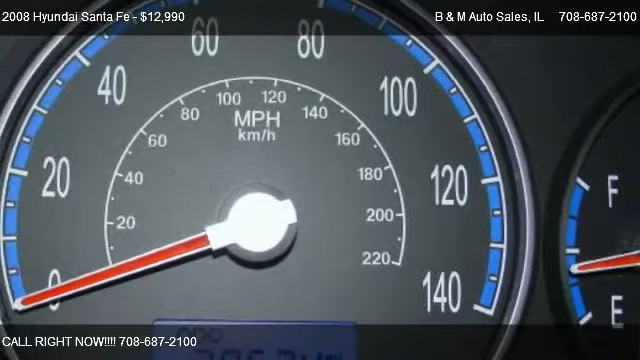 2008 Hyundai Santa Fe - $12,990
B & M Auto Sales, IL 708-687-2100
60 80
40 100
20 120
0 140
100 120
80 140
60 160
40 180
20 200
220
MPH
km/h
F
E
ODO
CALL RIGHT NOW!!!! 708-687-2100